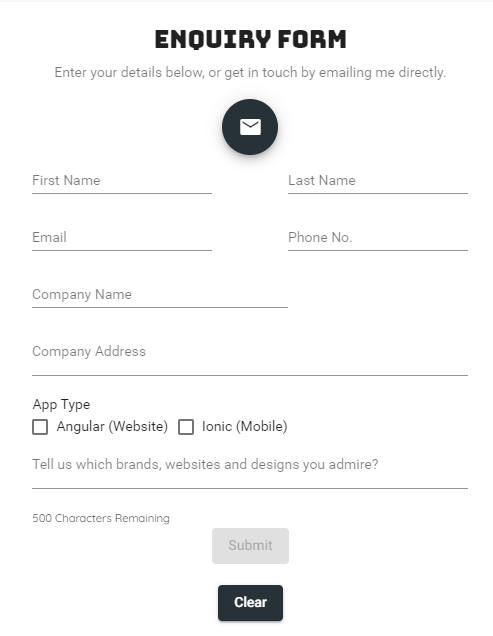 ENQUIRY FORM
Enter your details below, or get in touch by emailing me directly.
First Name
Last Name
Email
Phone No.
Company Name
Company Address
App Type
Angular (Website) Ionic (Mobile)
Tell us which brands, websites and designs you admire?
500 Characters Remaining
Submit
Clear